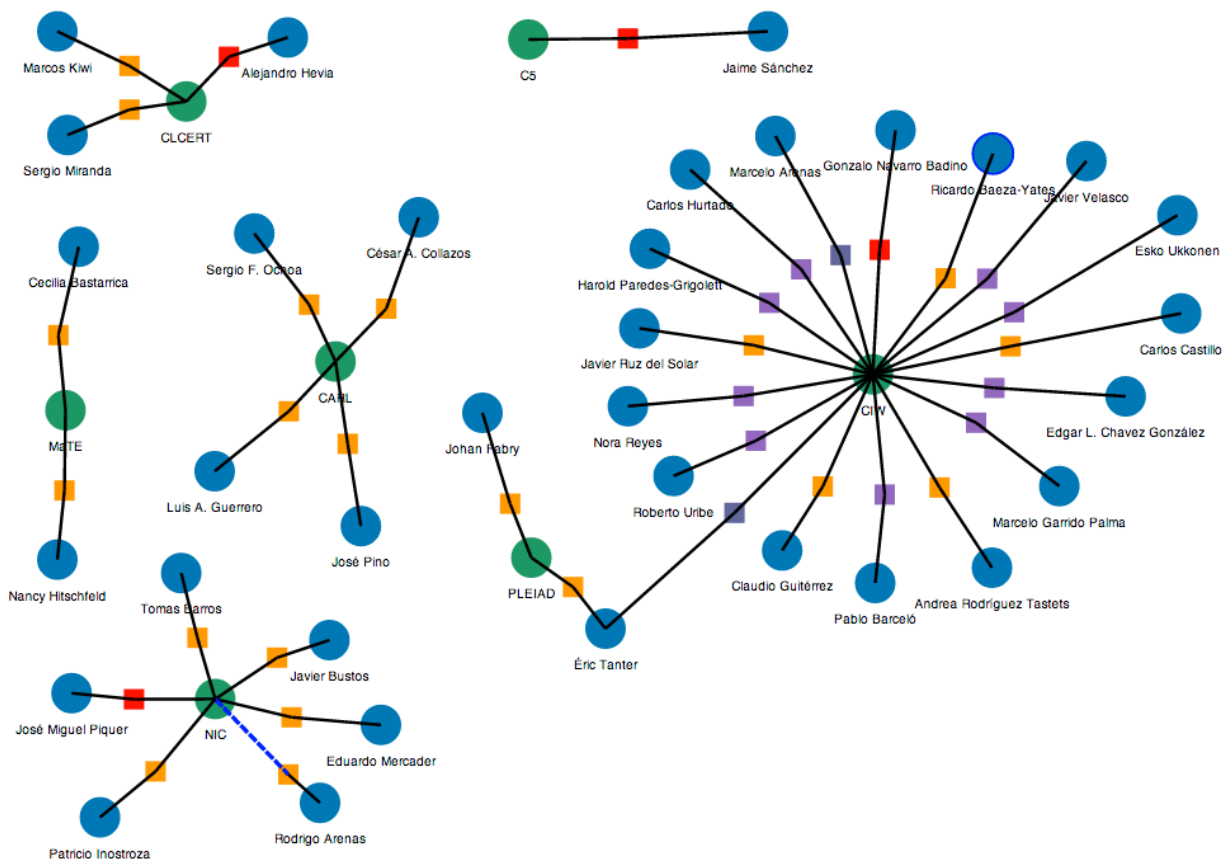 Marcos Kiwi
Alejandro Hevia
CLCERT
Sergio Miranda
C5
Jaime Sánchez
Marcelo Arenas
Gonzalo Navarro Badino
Ricardo Baeza-Yates
Javier Velasco
Carlos Hurtado
Esko Ukkonen
Harold Paredes-Grigolett
Carlos Castillo
Javier Ruz del Solar
CIW
Edgar L. Chavez González
Nora Reyes
Roberto Uribe
Marcelo Garrido Palma
Claudio Guitérrez
Andrea Rodríguez Tastets
Pablo Barceló
Cecilia Bastarrica
MaTE
Nancy Hitschfeld
Sergio F. Ochoa
César A. Collazos
CARL
Luis A. Guerrero
José Pino
Johan Fabry
PLEIAD
Éric Tanter
Tomas Barros
Javier Bustos
José Miguel Piquer
NIC
Eduardo Mercader
Rodrigo Arenas
Patricio Inostroza